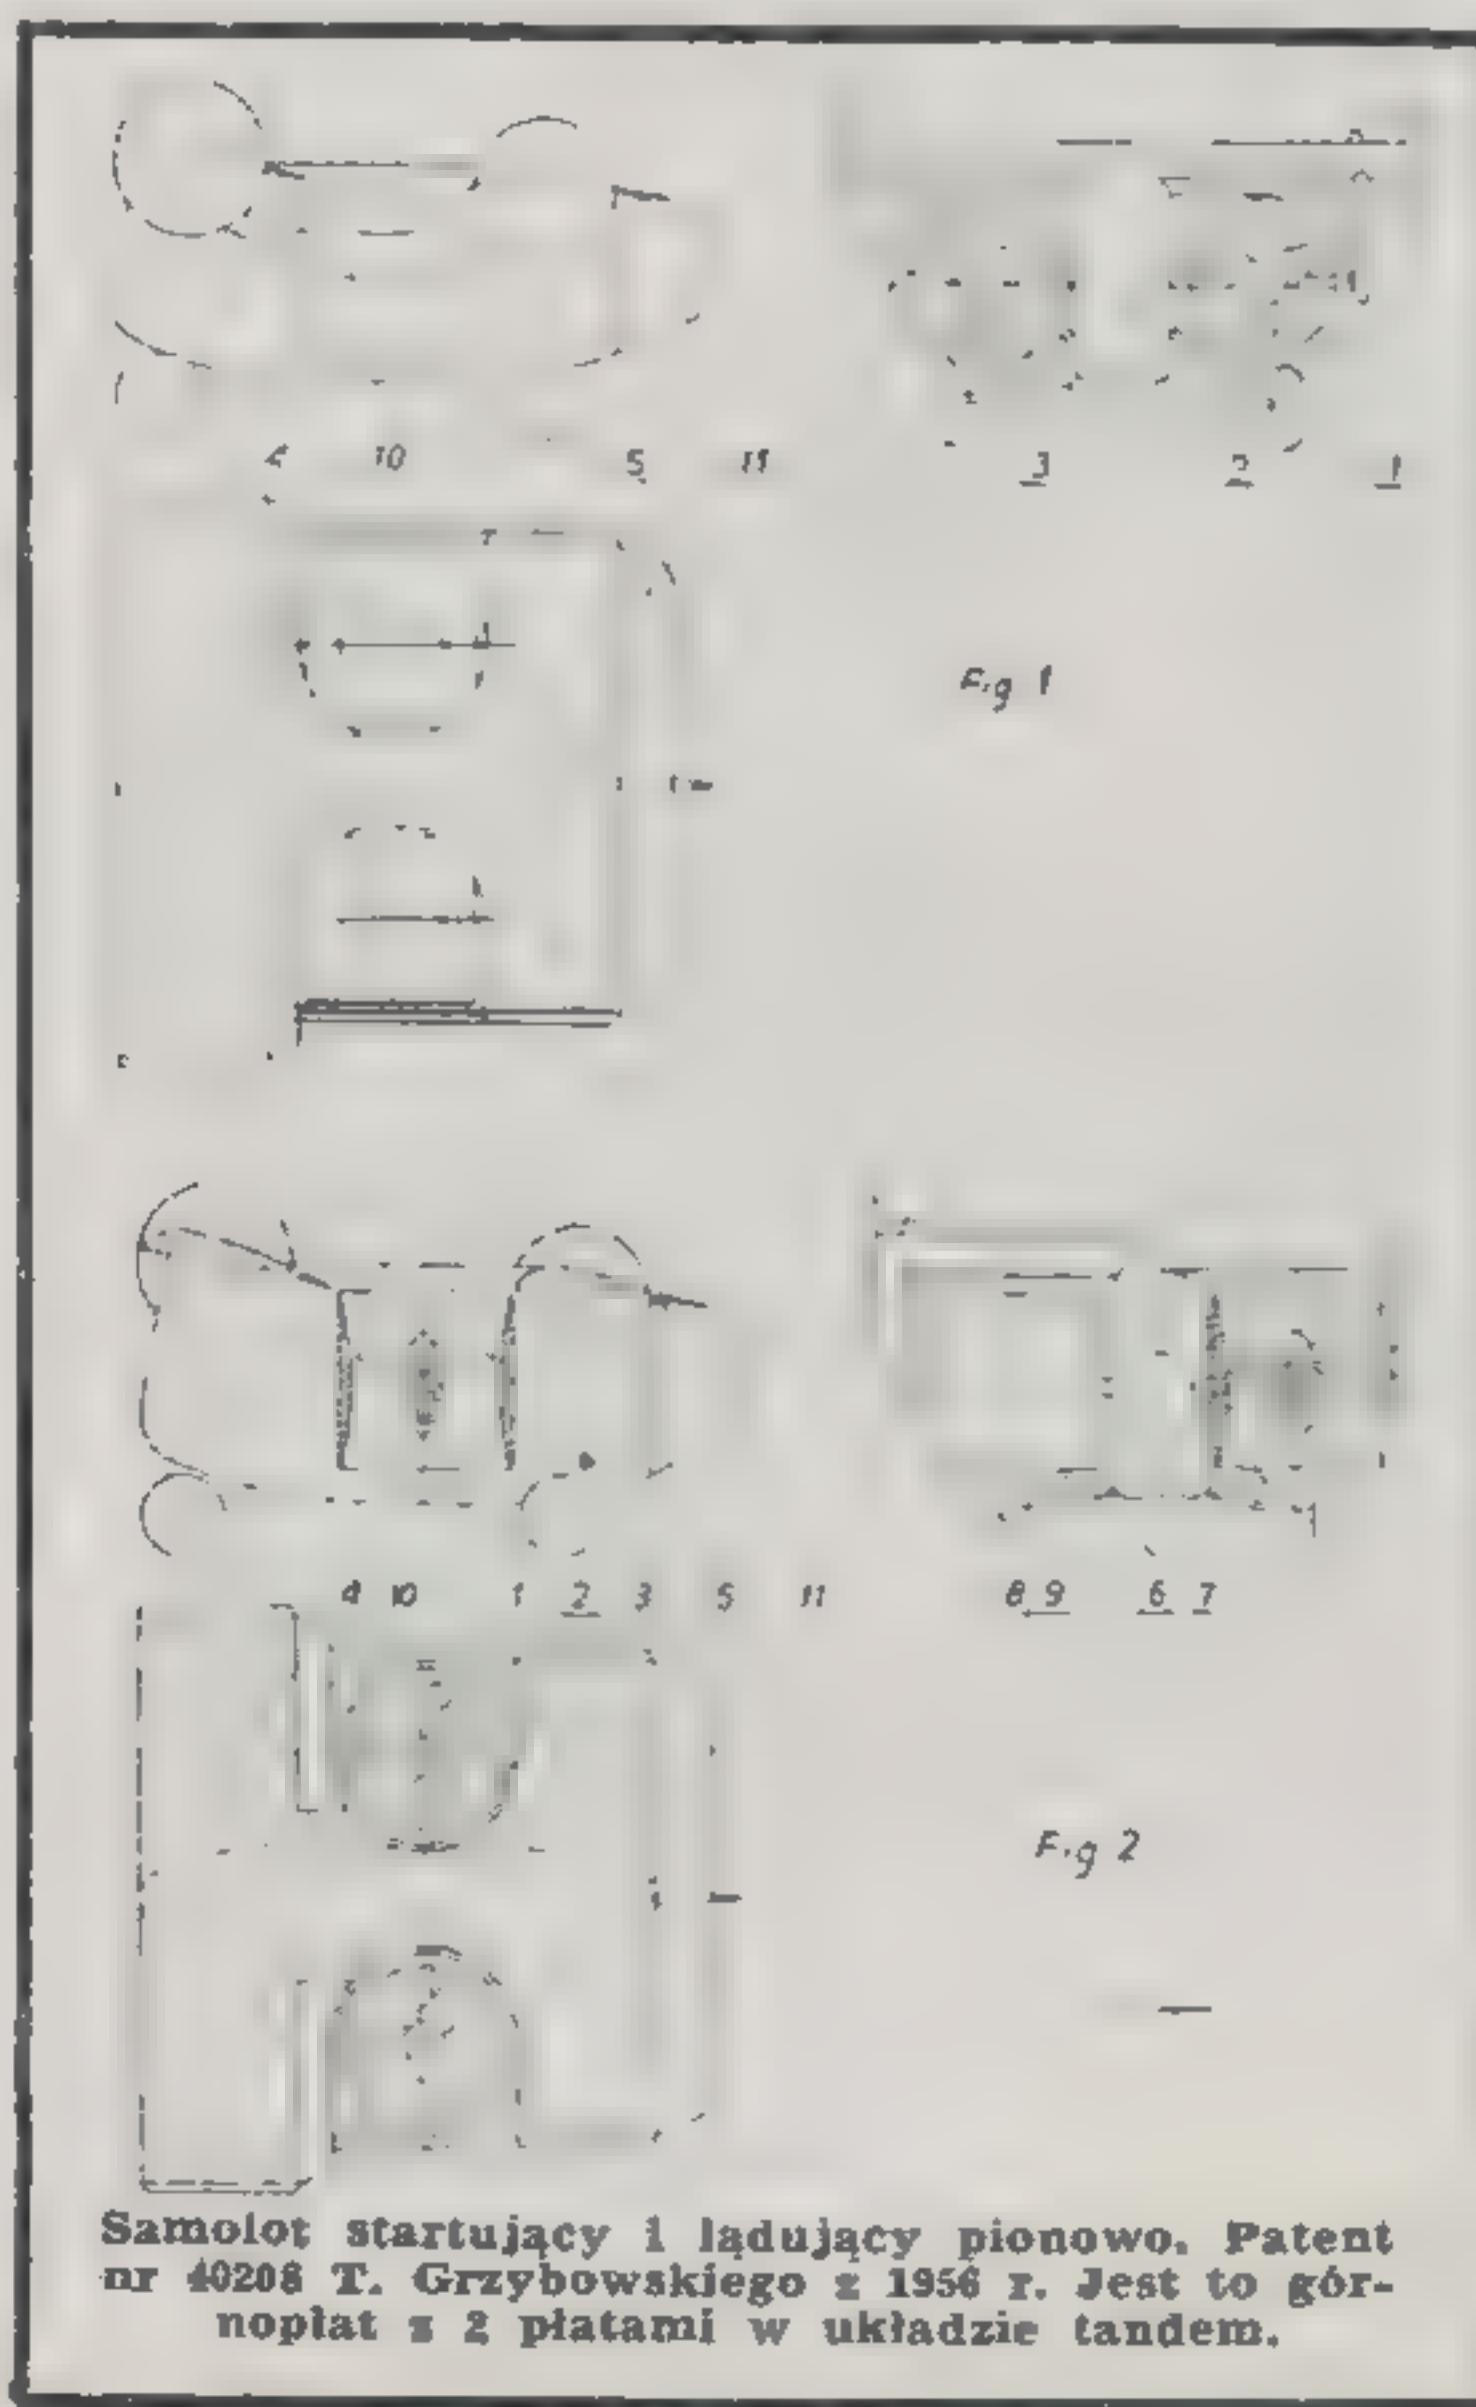 4 10 5 11 3 2 1
Fig 1
4 10 1 2 3 5 11 8 9 6 7
Fig 2
Samolot startujący i lądujący pionowo. Patent
nr 40208 T. Grzybowskiego z 1956 r. Jest to gór-
nopłat z 2 płatami w układzie tandem.